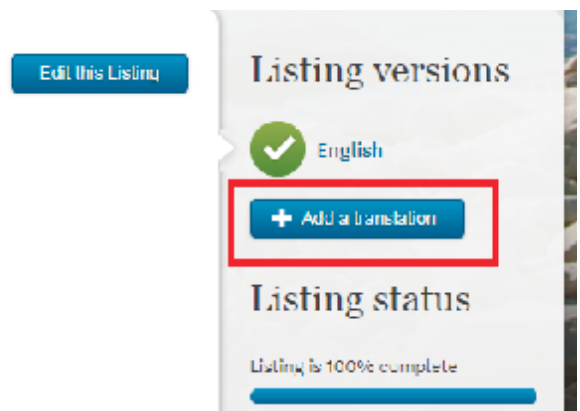 Edit this Listing
Listing versions
English
+ Add a translation
Listing status
Listing is 100% complete